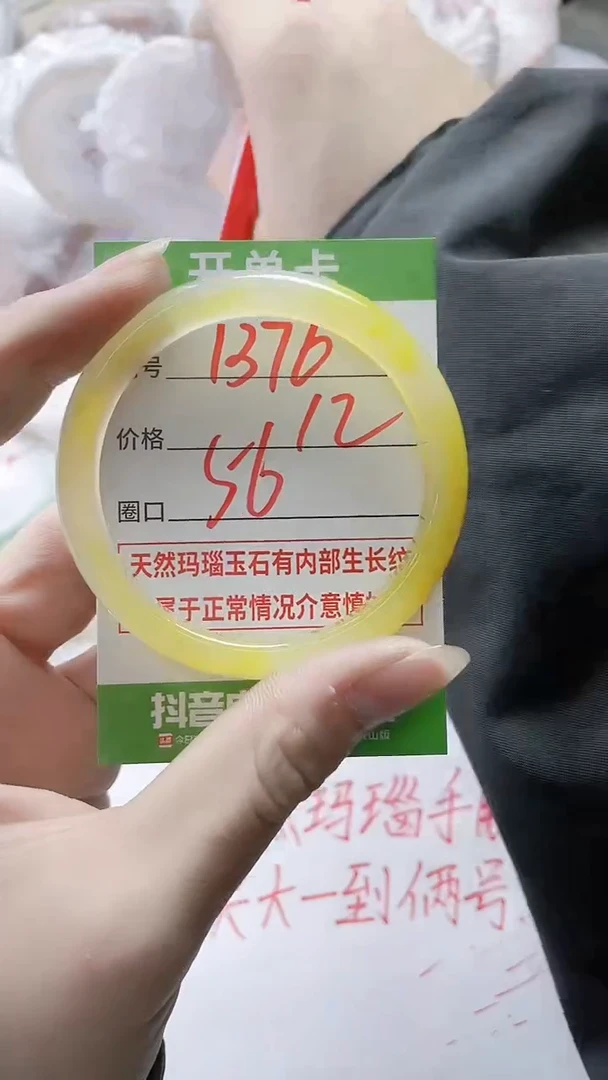 开单卡
号 1376
价格 12
圈口 56
天然玛瑙玉石有内部生长纹
属于正常情况介意慎
抖音
玛瑙手
大一到俩号